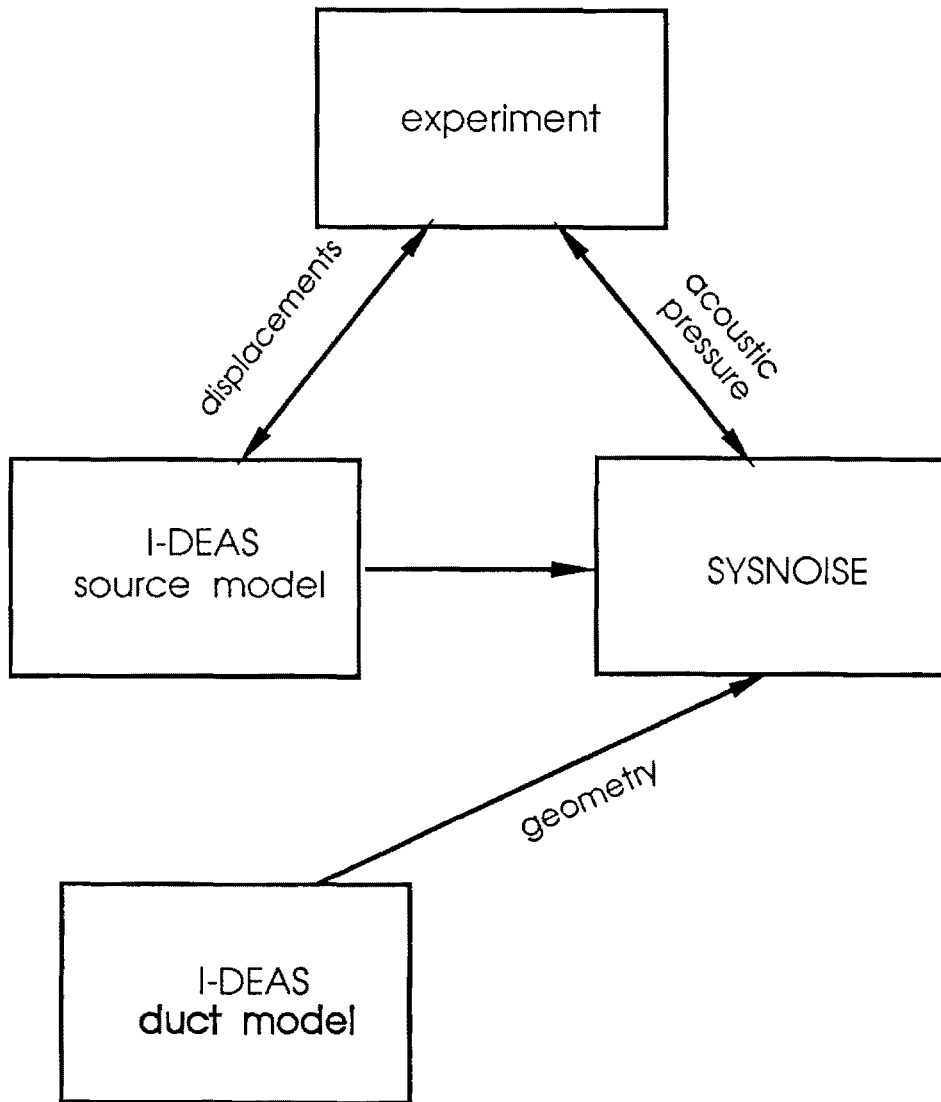 experiment
displacements
acoustic
pressure
I-DEAS
source model
SYSNOISE
geometry
I-DEAS
duct model